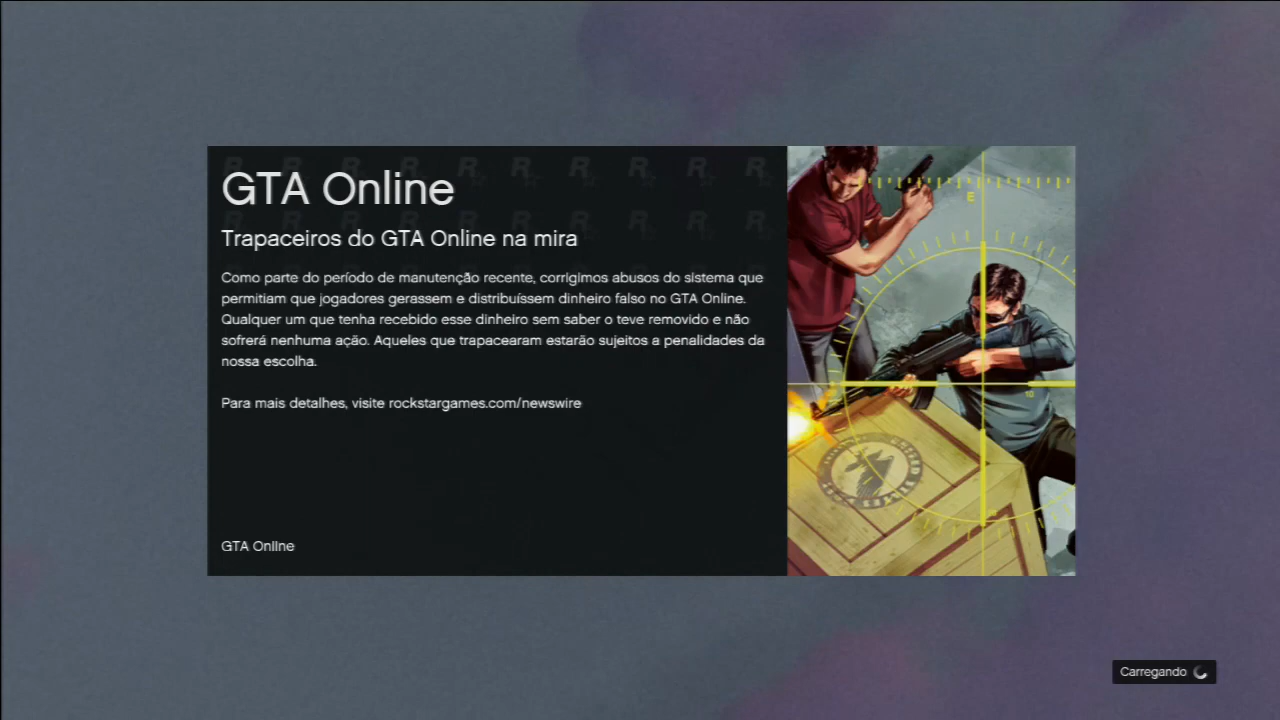 GTA Online
Trapaceiros do GTA Online na mira
Como parte do período de manutenção recente, corrigimos abusos do sistema que
permitiam que jogadores gerassem e distribuíssem dinheiro falso no GTA Online.
Qualquer um que tenha recebido esse dinheiro sem saber o teve removido e não
sofrerá nenhuma ação. Aqueles que trapacearam estarão sujeitos a penalidades da
nossa escolha.
Para mais detalhes, visite rockstargames.com/newswire
GTA Online
Carregando